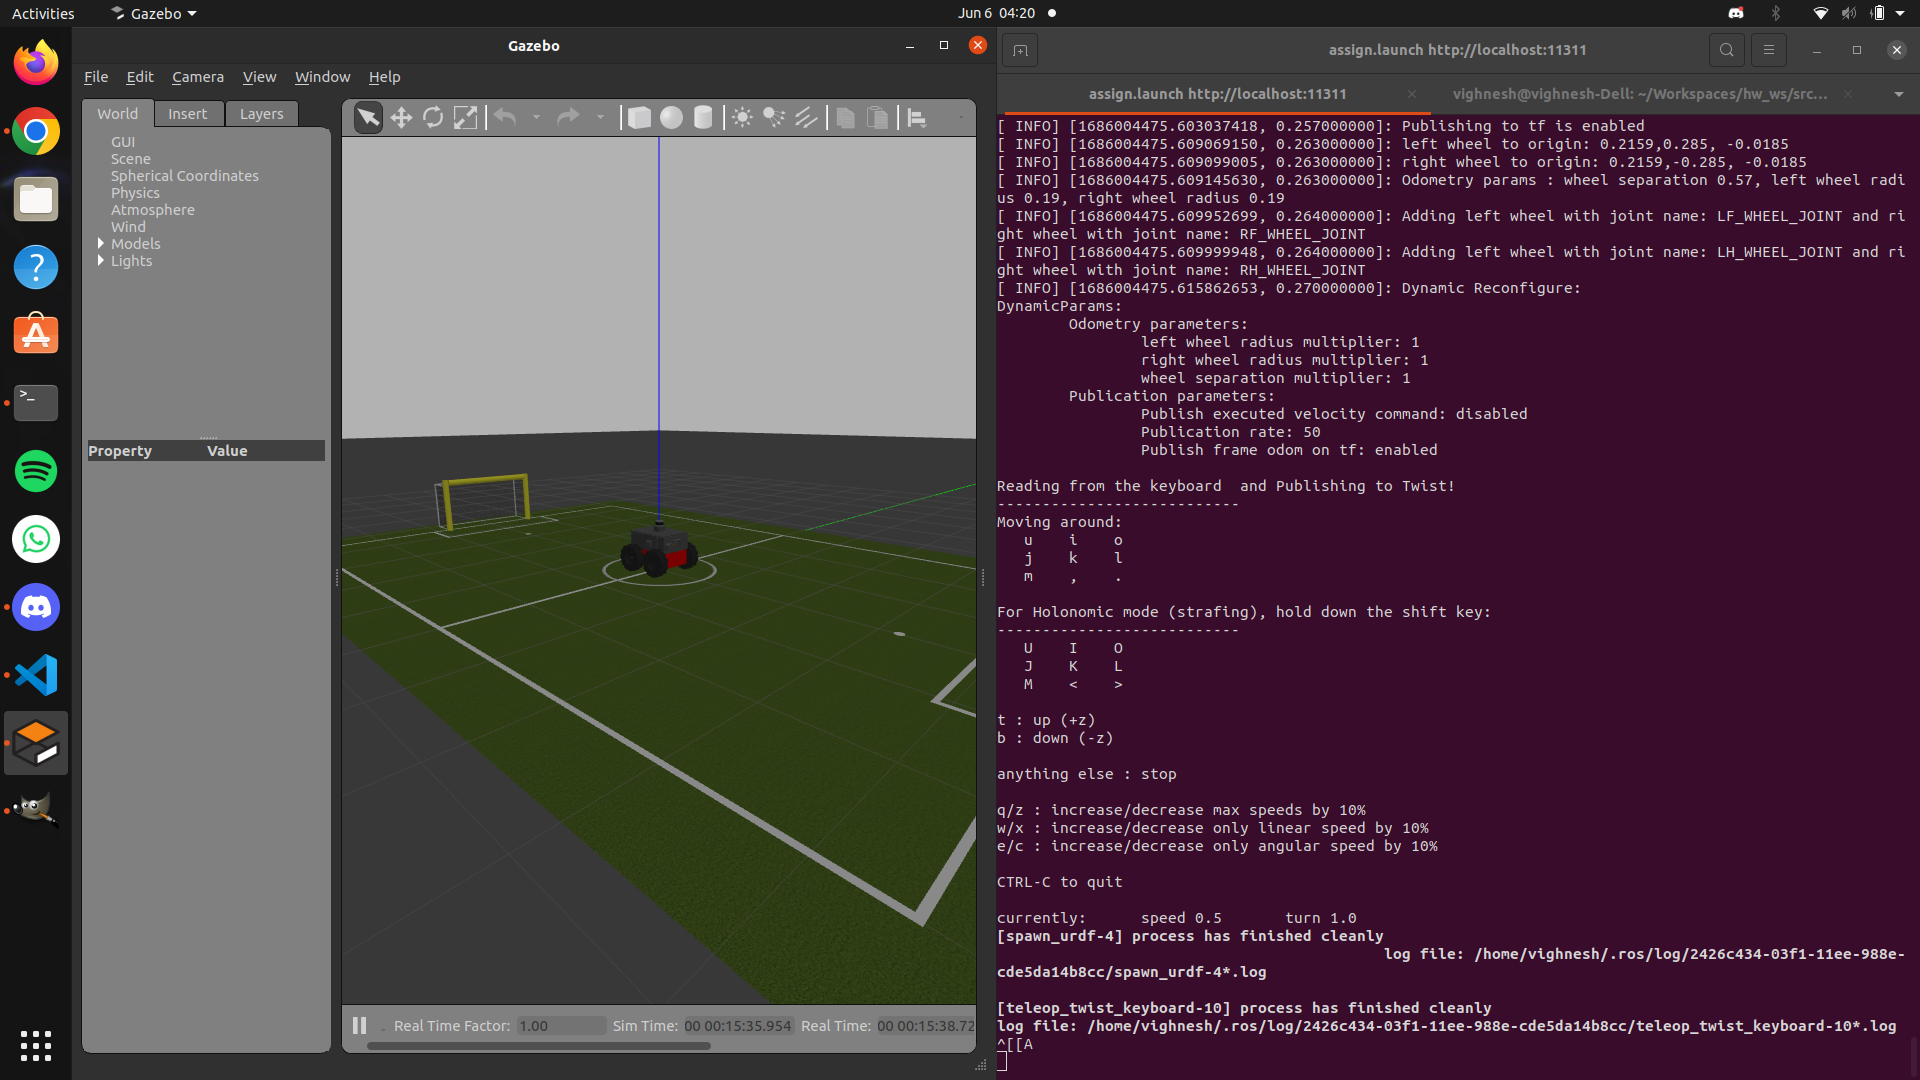 Activities
Gazebo
Jun 6 04:20
Gazebo
File Edit Camera View Window Help
World Insert Layers
GUI
Scene
Spherical Coordinates
Physics
Atmosphere
Wind
Models
Lights
Property Value
Real Time Factor: 1.00 Sim Time: 00 00:15:35.954 Real Time: 00 00:15:38.72
assign.launch http://localhost:11311
assign.launch http://localhost:11311
vighnesh@vighnesh-Dell: ~/Workspaces/hw_ws/src...
[ INFO] [1686004475.603037418, 0.257000000]: Publishing to tf is enabled
[ INFO] [1686004475.609069150, 0.263000000]: left wheel to origin: 0.2159,0.285, -0.0185
[ INFO] [1686004475.609099005, 0.263000000]: right wheel to origin: 0.2159,-0.285, -0.0185
[ INFO] [1686004475.609145630, 0.263000000]: Odometry params : wheel separation 0.57, left wheel radi
us 0.19, right wheel radius 0.19
[ INFO] [1686004475.609952699, 0.264000000]: Adding left wheel with joint name: LF_WHEEL_JOINT and ri
ght wheel with joint name: RF_WHEEL_JOINT
[ INFO] [1686004475.609999948, 0.264000000]: Adding left wheel with joint name: LH_WHEEL_JOINT and ri
ght wheel with joint name: RH_WHEEL_JOINT
[ INFO] [1686004475.615862653, 0.270000000]: Dynamic Reconfigure:
DynamicParams:
Odometry parameters:
left wheel radius multiplier: 1
right wheel radius multiplier: 1
wheel separation multiplier: 1
Publication parameters:
Publish executed velocity command: disabled
Publication rate: 50
Publish frame odom on tf: enabled
Reading from the keyboard  and Publishing to Twist!
---------------------------
Moving around:
u    i    o
j    k    l
m    ,    .
For Holonomic mode (strafing), hold down the shift key:
---------------------------
U    I    O
J    K    L
M    <    >
t : up (+z)
b : down (-z)
anything else : stop
q/z : increase/decrease max speeds by 10%
w/x : increase/decrease only linear speed by 10%
e/c : increase/decrease only angular speed by 10%
CTRL-C to quit
currently:	speed 0.5	turn 1.0
[spawn_urdf-4] process has finished cleanly
log file: /home/vighnesh/.ros/log/2426c434-03f1-11ee-988e-
cde5da14b8cc/spawn_urdf-4*.log
[teleop_twist_keyboard-10] process has finished cleanly
log file: /home/vighnesh/.ros/log/2426c434-03f1-11ee-988e-cde5da14b8cc/teleop_twist_keyboard-10*.log
^[[A